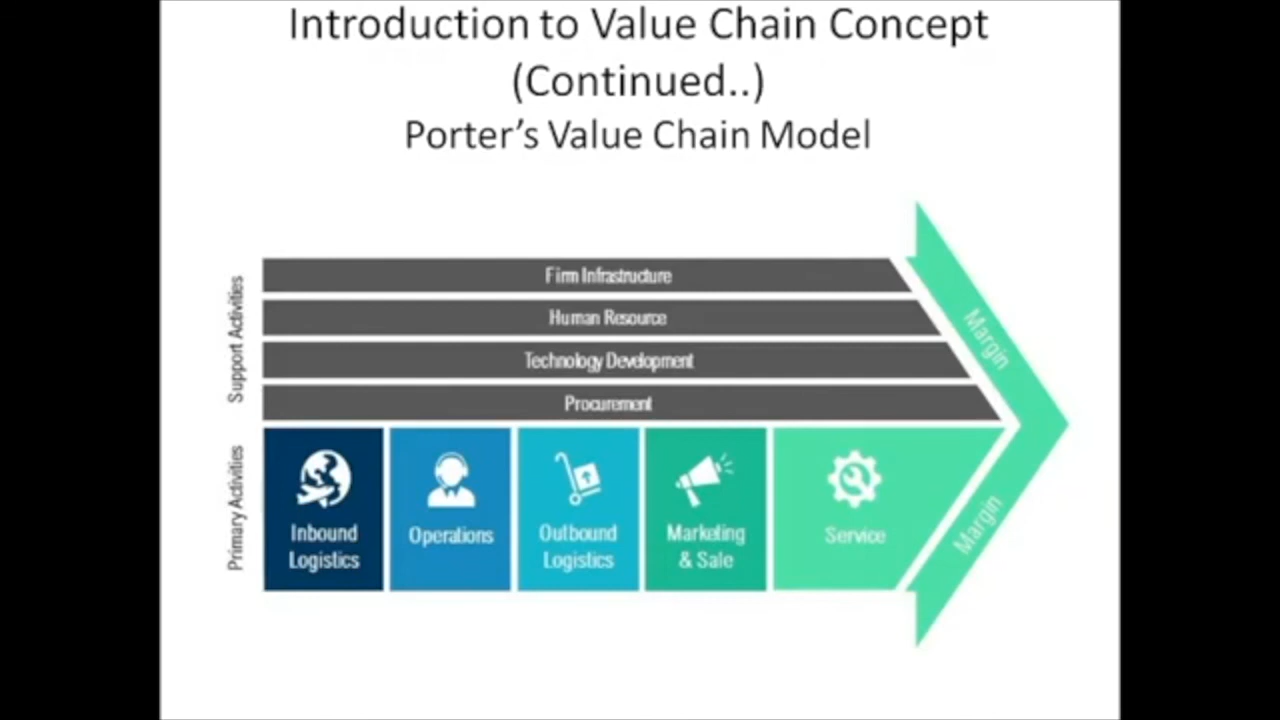 Introduction to Value Chain Concept
(Continued..)
Porter's Value Chain Model
Support Activities
Firm Infrastructure
Human Resource
Technology Development
Procurement
Margin
Primary Activities
Inbound
Logistics
Operations
Outbound
Logistics
Marketing
& Sale
Service
Margin